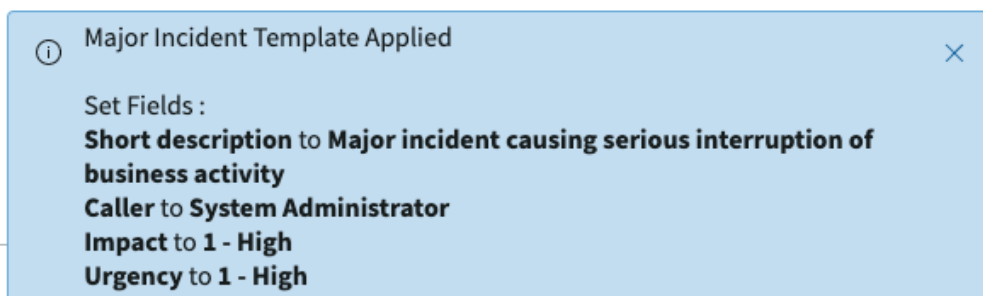 Major Incident Template Applied
Set Fields :
Short description to Major incident causing serious interruption of
business activity
Caller to System Administrator
Impact to 1 - High
Urgency to 1 - High